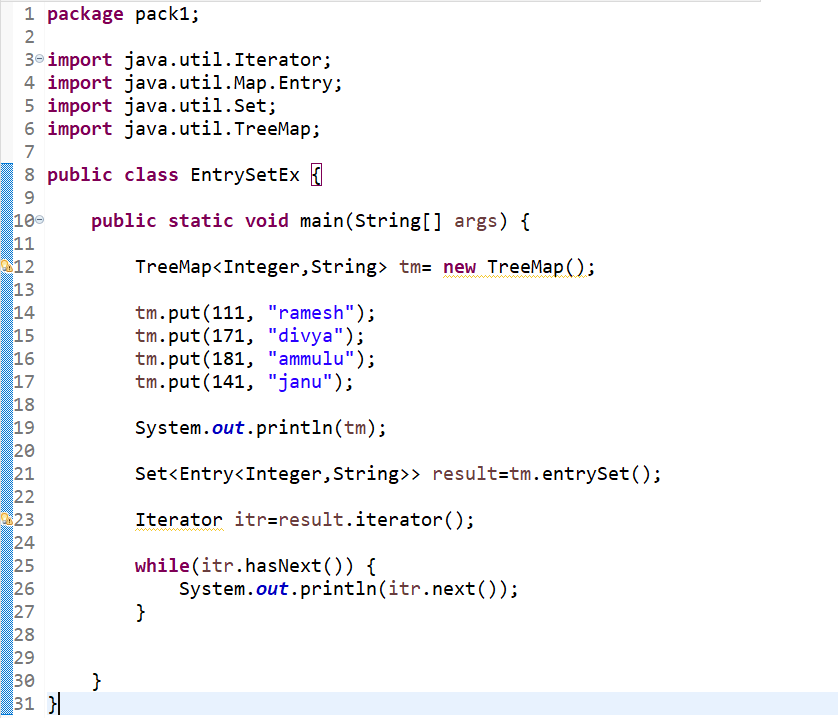 1 package pack1;
2
3 import java.util.Iterator;
4 import java.util.Map.Entry;
5 import java.util.Set;
6 import java.util.TreeMap;
7
8 public class EntrySetEx {
9
10     public static void main(String[] args) {
11
12         TreeMap<Integer,String> tm= new TreeMap();
13
14         tm.put(111, "ramesh");
15         tm.put(171, "divya");
16         tm.put(181, "ammulu");
17         tm.put(141, "janu");
18
19         System.out.println(tm);
20
21         Set<Entry<Integer,String>> result=tm.entrySet();
22
23         Iterator itr=result.iterator();
24
25         while(itr.hasNext()) {
26             System.out.println(itr.next());
27         }
28
29
30     }
31 }